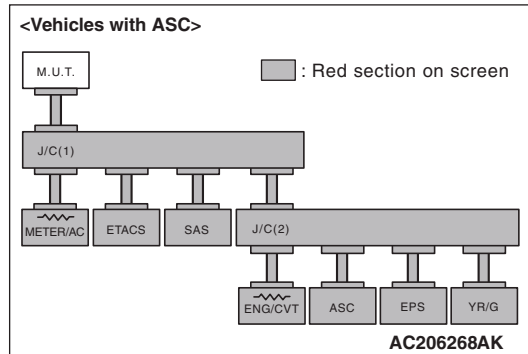 <Vehicles with ASC>
M.U.T.
: Red section on screen
J/C(1)
METER/AC ETACS SAS J/C(2)
ENG/CVT ASC EPS YR/G
AC206268AK